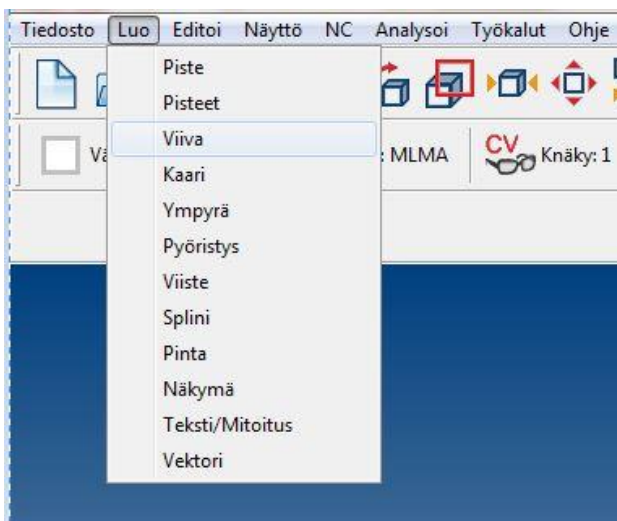 Tiedosto Luo Editoi Näyttö NC Analysoi Työkalut Ohje
Piste
Pisteet
Viiva
: MLMA
CV Knäky: 1
Kaari
Ympyrä
Pyöristys
Viiste
Splini
Pinta
Näkymä
Teksti/Mitoitus
Vektori